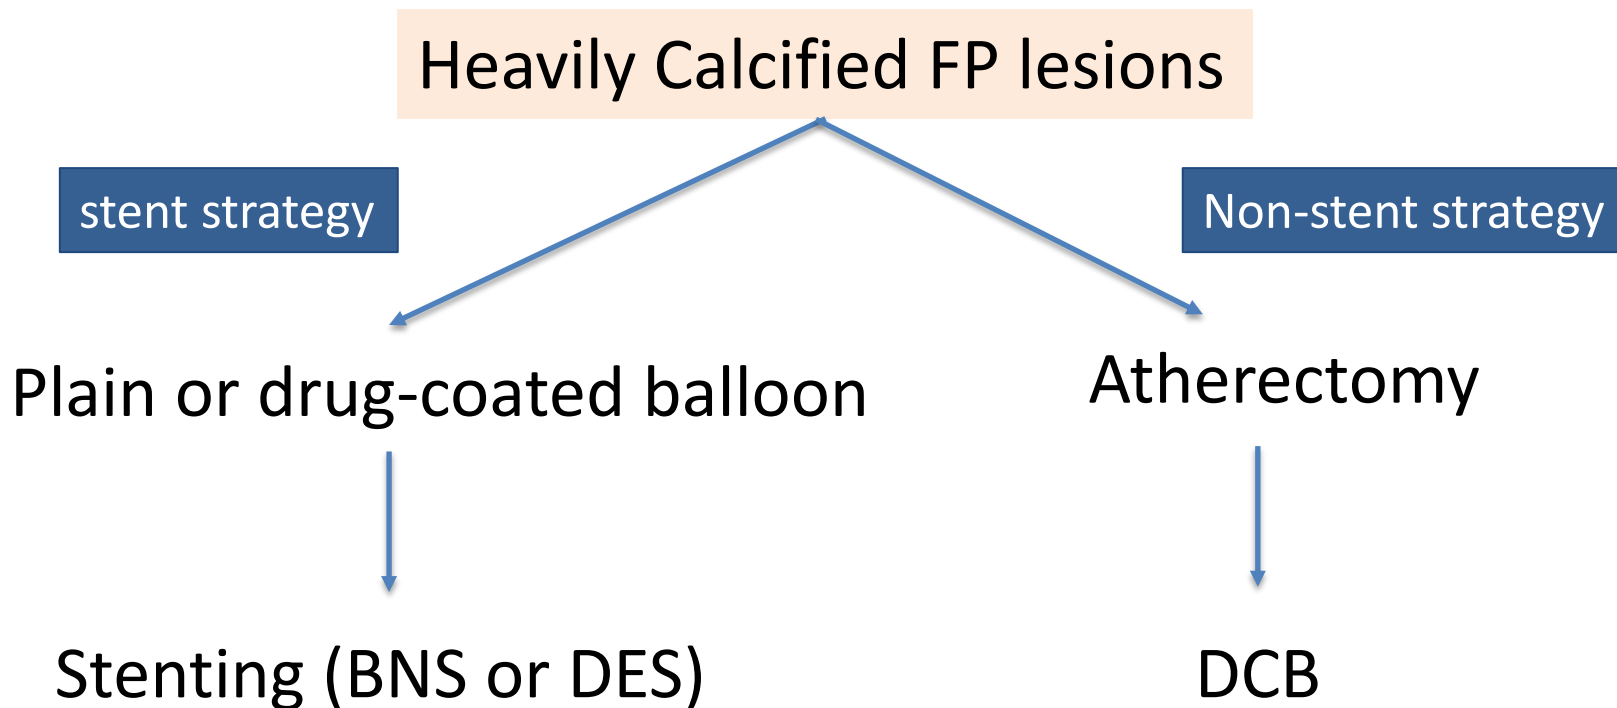 Heavily Calcified FP lesions
stent strategy
Non-stent strategy
Plain or drug-coated balloon
Atherectomy
Stenting (BNS or DES)
DCB